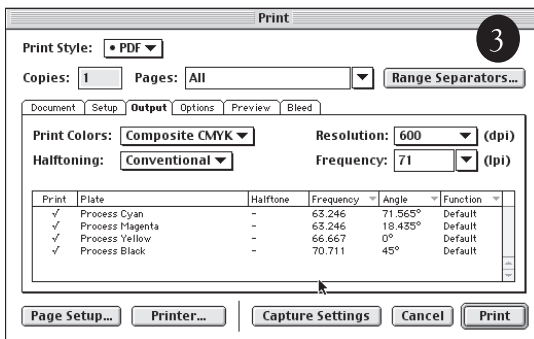 Print
3
Print Style: • PDF
Copies: 1 Pages: All Range Separators...
Document Setup Output Options Preview Bleed
Print Colors: Composite CMYK Resolution: 600 (dpi)
Halftoning: Conventional Frequency: 71 (lpi)
Print Plate Halftone Frequency Angle Function
√ Process Cyan - 63.246 71.565° Default
√ Process Magenta - 63.246 18.435° Default
√ Process Yellow - 66.667 0° Default
√ Process Black - 70.711 45° Default
Page Setup... Printer... Capture Settings Cancel Print